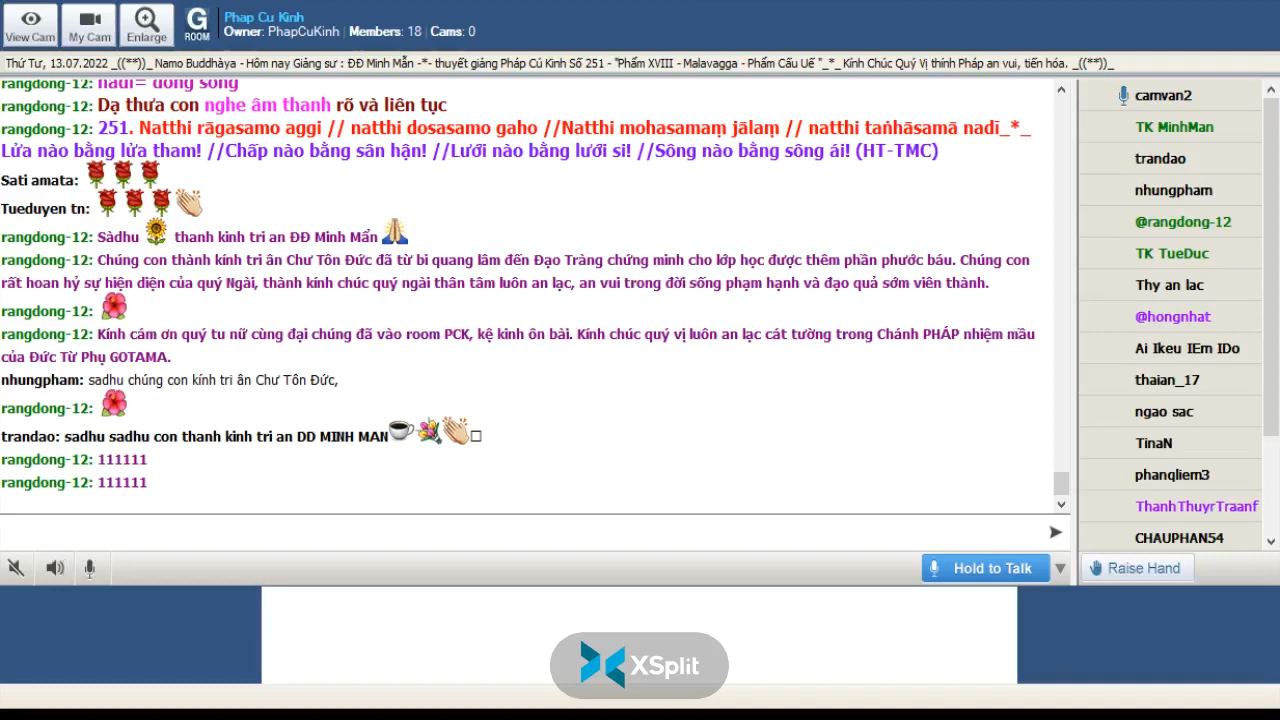 View Cam
My Cam
Enlarge
G
ROOM
Phap Cu Kinh
Owner: PhapCuKinh | Members: 18 | Cams: 0
Thứ Tư, 13.07.2022 _((**))_ Namo Buddhàya - Hôm nay Giảng sư : ĐĐ Minh Mẫn -*- thuyết giảng Pháp Cú Kinh Số 251 - "Phẩm XVIII - Malavagga - Phẩm Cấu Uế "_*_ Kính Chúc Quý Vị thính Pháp an vui, tiến hóa. _((**))_
rangdong-12: nadī= dòng sông
rangdong-12: Dạ thưa con nghe âm thanh rõ và liên tục
rangdong-12: 251. Natthi rāgasamo aggi // natthi dosasamo gaho //Natthi mohasamaṃ jālaṃ // natthi taṅhāsamā nadī_*_
Lửa nào bằng lửa tham! //Chấp nào bằng sân hận! //Lưới nào bằng lưới si! //Sông nào bằng sông ái! (HT-TMC)
Sati amata:
Tueduyen tn:
rangdong-12: Sàdhu thanh kinh tri an ĐĐ Minh Mẩn
rangdong-12: Chúng con thành kính tri ân Chư Tôn Đức đã từ bi quang lâm đến Đạo Tràng chứng minh cho lớp học được thêm phần phước báu. Chúng con
rất hoan hỷ sự hiện diện của quý Ngài, thành kính chúc quý ngài thân tâm luôn an lạc, an vui trong đời sống phạm hạnh và đạo quả sớm viên thành.
rangdong-12:
rangdong-12: Kính cám ơn quý tu nữ cùng đại chúng đã vào room PCK, kệ kinh ôn bài. Kính chúc quý vị luôn an lạc cát tường trong Chánh PHÁP nhiệm mầu
của Đức Từ Phụ GOTAMA.
nhungpham: sadhu chúng con kính tri ân Chư Tôn Đức,
rangdong-12:
trandao: sadhu sadhu con thanh kinh tri an DD MINH MAN
rangdong-12: 111111
rangdong-12: 111111
camvan2
TK MinhMan
trandao
nhungpham
@rangdong-12
TK TueDuc
Thy an lac
@hongnhat
Ai Ikeu IEm IDo
thaian_17
ngao sac
TinaN
phanqliem3
ThanhThuyrTraanf
CHAUPHAN54
Hold to Talk
Raise Hand
XSplit